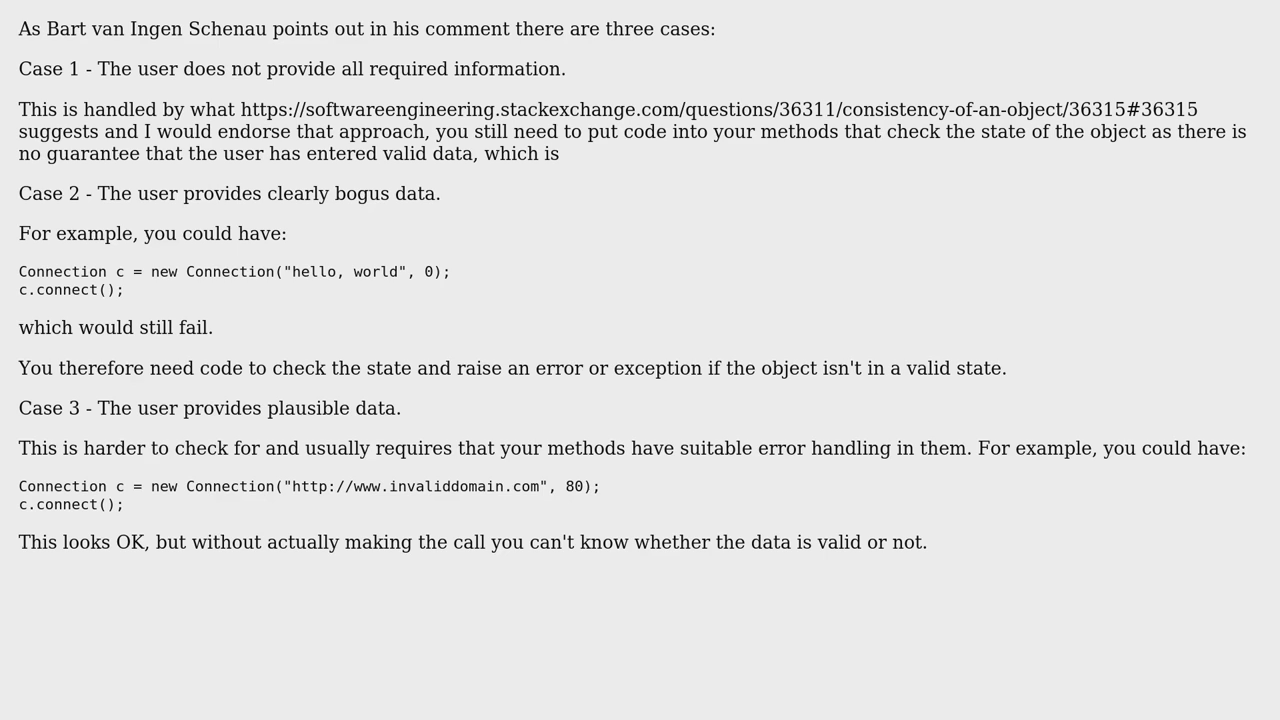 As Bart van Ingen Schenau points out in his comment there are three cases:
Case 1 - The user does not provide all required information.
This is handled by what https://softwareengineering.stackexchange.com/questions/36311/consistency-of-an-object/36315#36315
suggests and I would endorse that approach, you still need to put code into your methods that check the state of the object as there is
no guarantee that the user has entered valid data, which is
Case 2 - The user provides clearly bogus data.
For example, you could have:
Connection c = new Connection("hello, world", 0);
c.connect();
which would still fail.
You therefore need code to check the state and raise an error or exception if the object isn't in a valid state.
Case 3 - The user provides plausible data.
This is harder to check for and usually requires that your methods have suitable error handling in them. For example, you could have:
Connection c = new Connection("http://www.invaliddomain.com", 80);
c.connect();
This looks OK, but without actually making the call you can't know whether the data is valid or not.